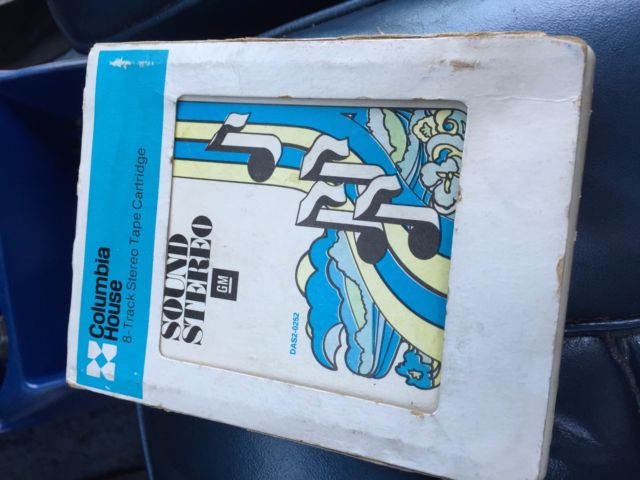 Columbia
House
8-Track Stereo Tape Cartridge
SOUND
STEREO
GM
DAS2-0252